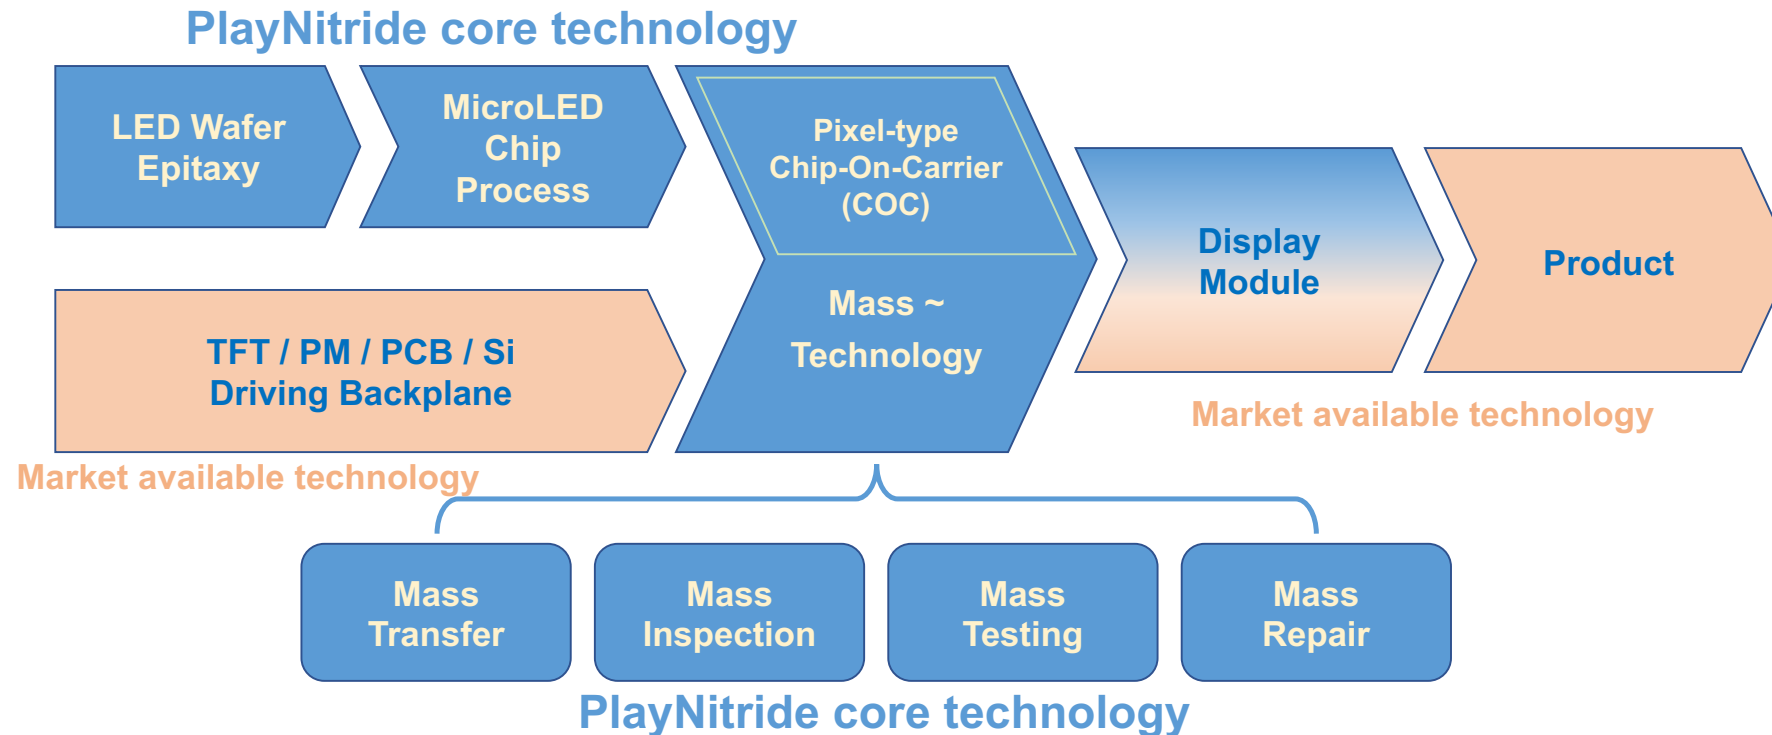 PlayNitride core technology
LED Wafer
Epitaxy
MicroLED
Chip
Process
Pixel-type
Chip-On-Carrier
(COC)
Mass ~
Technology
Display
Module
Product
TFT / PM / PCB / Si
Driving Backplane
Market available technology
Market available technology
Mass
Transfer
Mass
Inspection
Mass
Testing
Mass
Repair
PlayNitride core technology